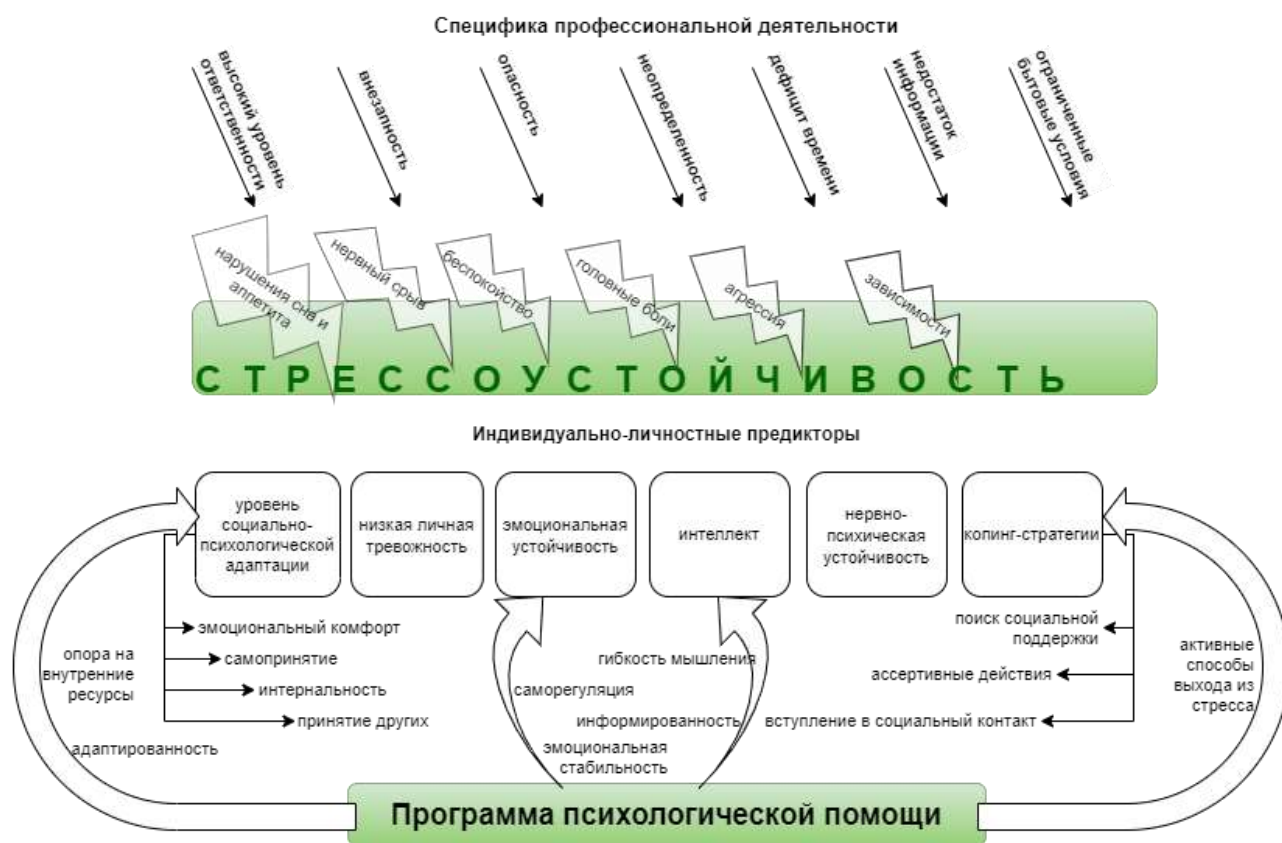 Специфика профессиональной деятельности
высокий уровень
ответственности
внезапность
опасность
неопределенность
дефицит времени
недостаток
информации
ограниченные
бытовые условия
нарушения сна и
аппетита
нервный срыв
беспокойство
головные боли
агрессия
зависимости
СТРЕССОУСТОЙЧИВОСТЬ
Индивидуально-личностные предикторы
уровень
социально-
психологической
адаптации
низкая личная
тревожность
эмоциональная
устойчивость
интеллект
нервно-
психическая
устойчивость
копинг-стратегии
эмоциональный комфорт
самопринятие
интернальность
принятие других
опора на
внутренние
ресурсы
адаптированность
саморегуляция
эмоциональная
стабильность
гибкость мышления
информированность
поиск социальной
поддержки
ассертивные действия
вступление в социальный контакт
активные
способы
выхода из
стресса
Программа психологической помощи